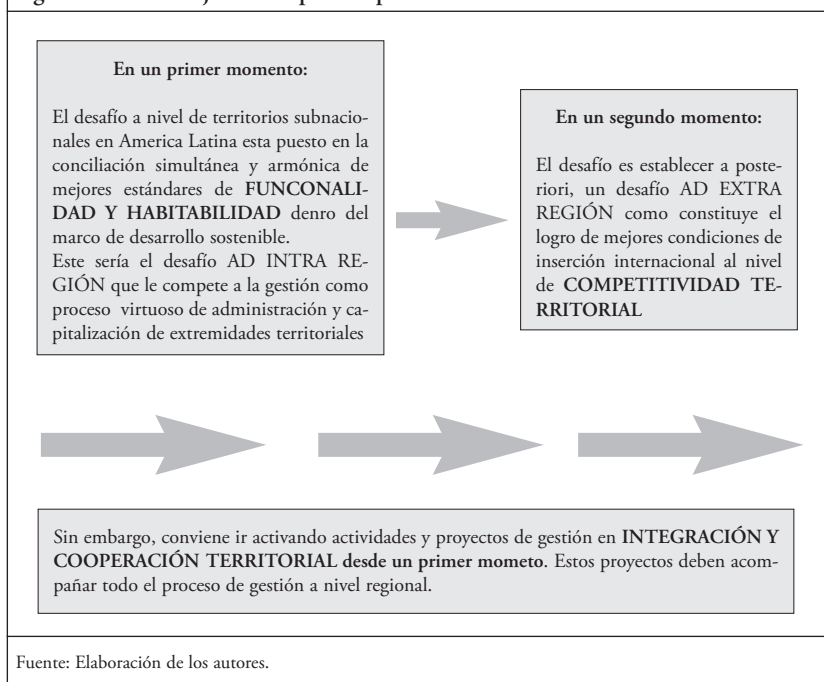 En un primer momento:
El desafío a nivel de territorios subnacio-
nales en America Latina esta puesto en la
conciliación simultánea y armónica de
mejores estándares de FUNCONALI-
DAD Y HABITABILIDAD denro del
marco de desarrollo sostenible.
Este sería el desafío AD INTRA RE-
GIÓN que le compete a la gestión como
proceso virtuoso de administración y ca-
pitalización de extremidades territoriales
En un segundo momento:
El desafío es establecer a poste-
riori, un desafío AD EXTRA
REGIÓN como constituye el
logro de mejores condiciones de
inserción internacional al nivel
de COMPETITIVIDAD TE-
RRITORIAL
Sin embargo, conviene ir activando actividades y proyectos de gestión en INTEGRACIÓN Y
COOPERACIÓN TERRITORIAL desde un primer mometo. Estos proyectos deben acom-
pañar todo el proceso de gestión a nivel regional.
Fuente: Elaboración de los autores.